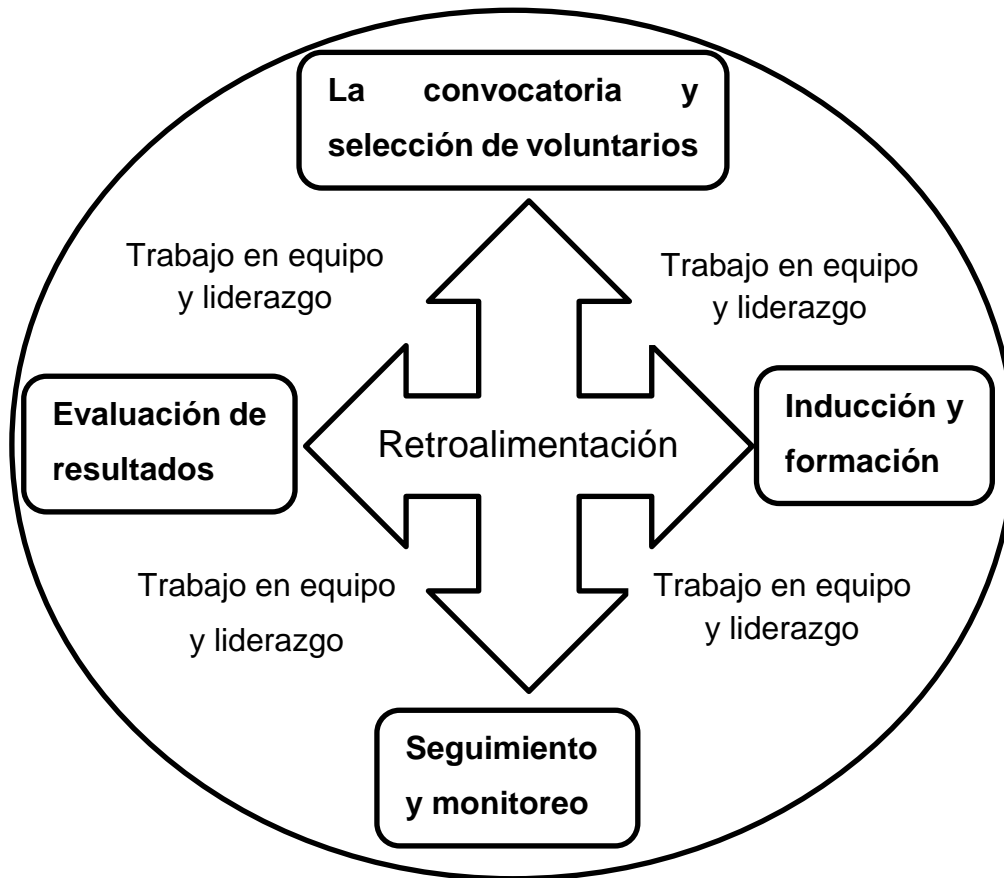 La convocatoria y
selección de voluntarios
Trabajo en equipo
y liderazgo
Trabajo en equipo
y liderazgo
Evaluación de
resultados
Retroalimentación
Inducción y
formación
Trabajo en equipo
y liderazgo
Trabajo en equipo
y liderazgo
Seguimiento
y monitoreo